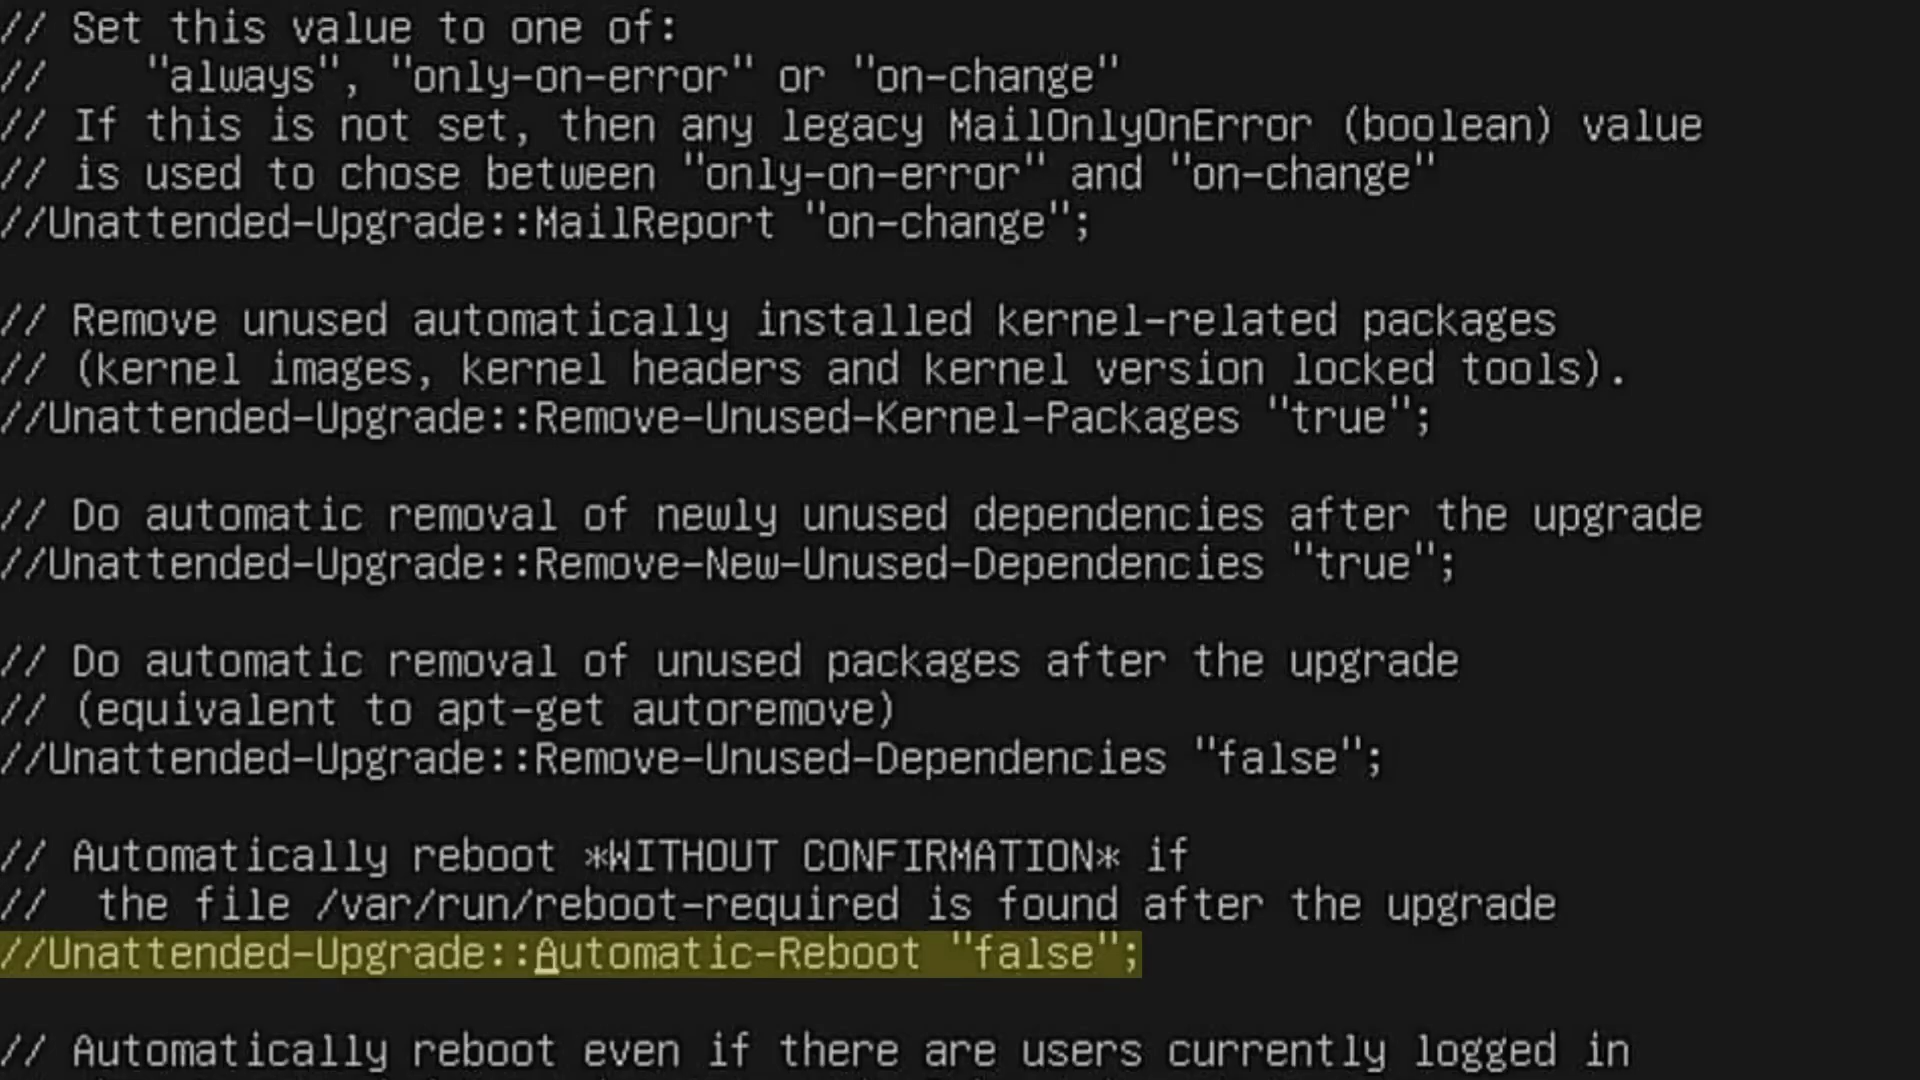 // Set this value to one of:
//    "always", "only-on-error" or "on-change"
// If this is not set, then any legacy MailOnlyOnError (boolean) value
// is used to chose between "only-on-error" and "on-change"
//Unattended-Upgrade::MailReport "on-change";
// Remove unused automatically installed kernel-related packages
// (kernel images, kernel headers and kernel version locked tools).
//Unattended-Upgrade::Remove-Unused-Kernel-Packages "true";
// Do automatic removal of newly unused dependencies after the upgrade
//Unattended-Upgrade::Remove-New-Unused-Dependencies "true";
// Do automatic removal of unused packages after the upgrade
// (equivalent to apt-get autoremove)
//Unattended-Upgrade::Remove-Unused-Dependencies "false";
// Automatically reboot *WITHOUT CONFIRMATION* if
//  the file /var/run/reboot-required is found after the upgrade
//Unattended-Upgrade::Automatic-Reboot "false";
// Automatically reboot even if there are users currently logged in